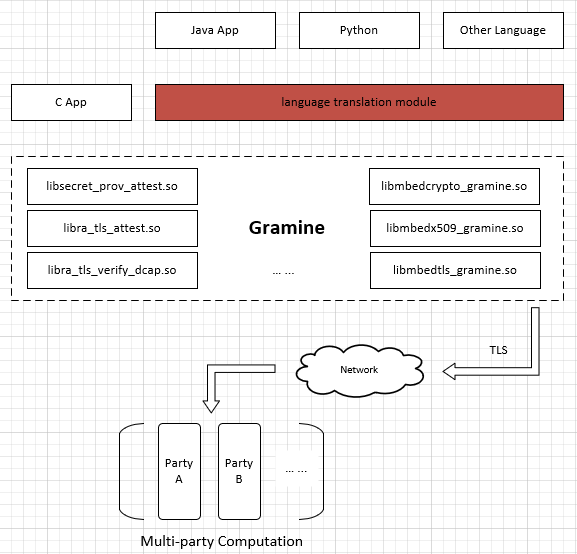 Java App
Python
Other Language
C App
language translation module
libsecret_prov_attest.so
libmbedcrypto_gramine.so
libra_tls_attest.so
Gramine
libmbedx509_gramine.so
libra_tls_verify_dcap.so
... ...
libmbedtls_gramine.so
TLS
Network
Party
A
Party
B
... ...
Multi-party Computation